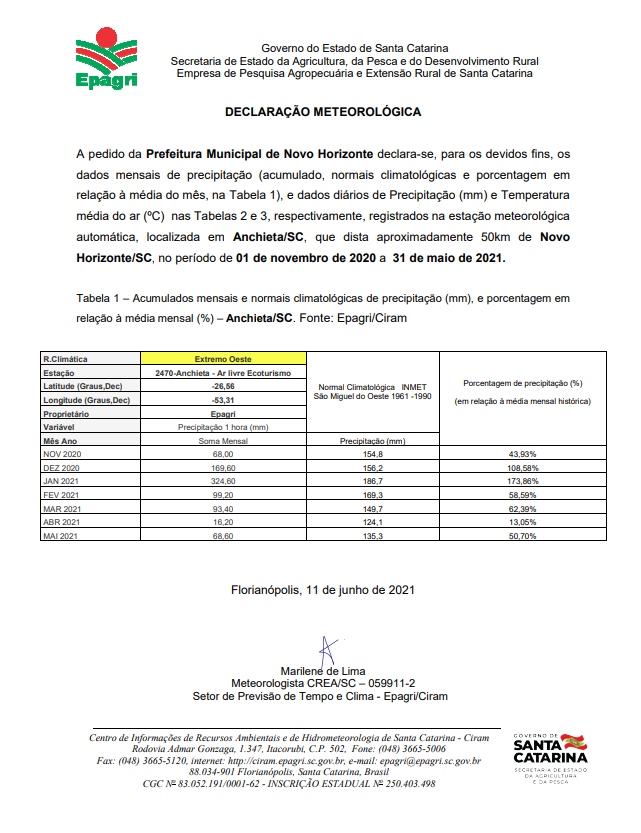 Epagri
Governo do Estado de Santa Catarina
Secretaria de Estado da Agricultura, da Pesca e do Desenvolvimento Rural
Empresa de Pesquisa Agropecuária e Extensão Rural de Santa Catarina
DECLARAÇÃO METEOROLÓGICA
A pedido da Prefeitura Municipal de Novo Horizonte declara-se, para os devidos fins, os
dados mensais de precipitação (acumulado, normais climatológicas e porcentagem em
relação à média do mês, na Tabela 1), e dados diários de Precipitação (mm) e Temperatura
média do ar (ºC) nas Tabelas 2 e 3, respectivamente, registrados na estação meteorológica
automática, localizada em Anchieta/SC, que dista aproximadamente 50km de Novo
Horizonte/SC, no período de 01 de novembro de 2020 a 31 de maio de 2021.
Tabela 1 – Acumulados mensais e normais climatológicas de precipitação (mm), e porcentagem em
relação à média mensal (%) – Anchieta/SC. Fonte: Epagri/Ciram
R.Climática Extremo Oeste
Estação 2470-Anchieta - Ar livre Ecoturismo
Latitude (Graus,Dec) -26,56
Longitude (Graus,Dec) -53,31
Proprietário Epagri
Variável Precipitação 1 hora (mm)
Normal Climatológica INMET
São Miguel do Oeste 1961 -1990
Porcentagem de precipitação (%)
(em relação à média mensal histórica)
Mês Ano Soma Mensal Precipitação (mm)
NOV 2020 68,00 154,8 43,93%
DEZ 2020 169,60 156,2 108,58%
JAN 2021 324,60 186,7 173,86%
FEV 2021 99,20 169,3 58,59%
MAR 2021 93,40 149,7 62,39%
ABR 2021 16,20 124,1 13,05%
MAI 2021 68,60 135,3 50,70%
Florianópolis, 11 de junho de 2021
Marilene de Lima
Meteorologista CREA/SC – 059911-2
Setor de Previsão de Tempo e Clima - Epagri/Ciram
Centro de Informações de Recursos Ambientais e de Hidrometeorologia de Santa Catarina - Ciram
Rodovia Admar Gonzaga, 1.347, Itacorubi, C.P. 502, Fone: (048) 3665-5006
Fax: (048) 3665-5120, internet: http://ciram.epagri.sc.gov.br, e-mail: epagri@epagri.sc.gov.br
88.034-901 Florianópolis, Santa Catarina, Brasil
CGC Nº 83.052.191/0001-62 - INSCRIÇÃO ESTADUAL Nº 250.403.498
GOVERNO DE
SANTA
CATARINA
SECRETARIA DE ESTADO
DA AGRICULTURA
E DA PESCA